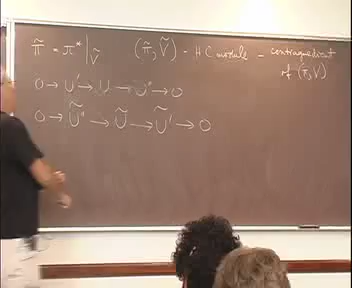 π̃ = π*|_Ṽ (π̃, Ṽ) - HC module - contragredient
of (π, V)
0 → U' → U → U'' → 0
0 → Ũ'' → Ũ → Ũ' → 0